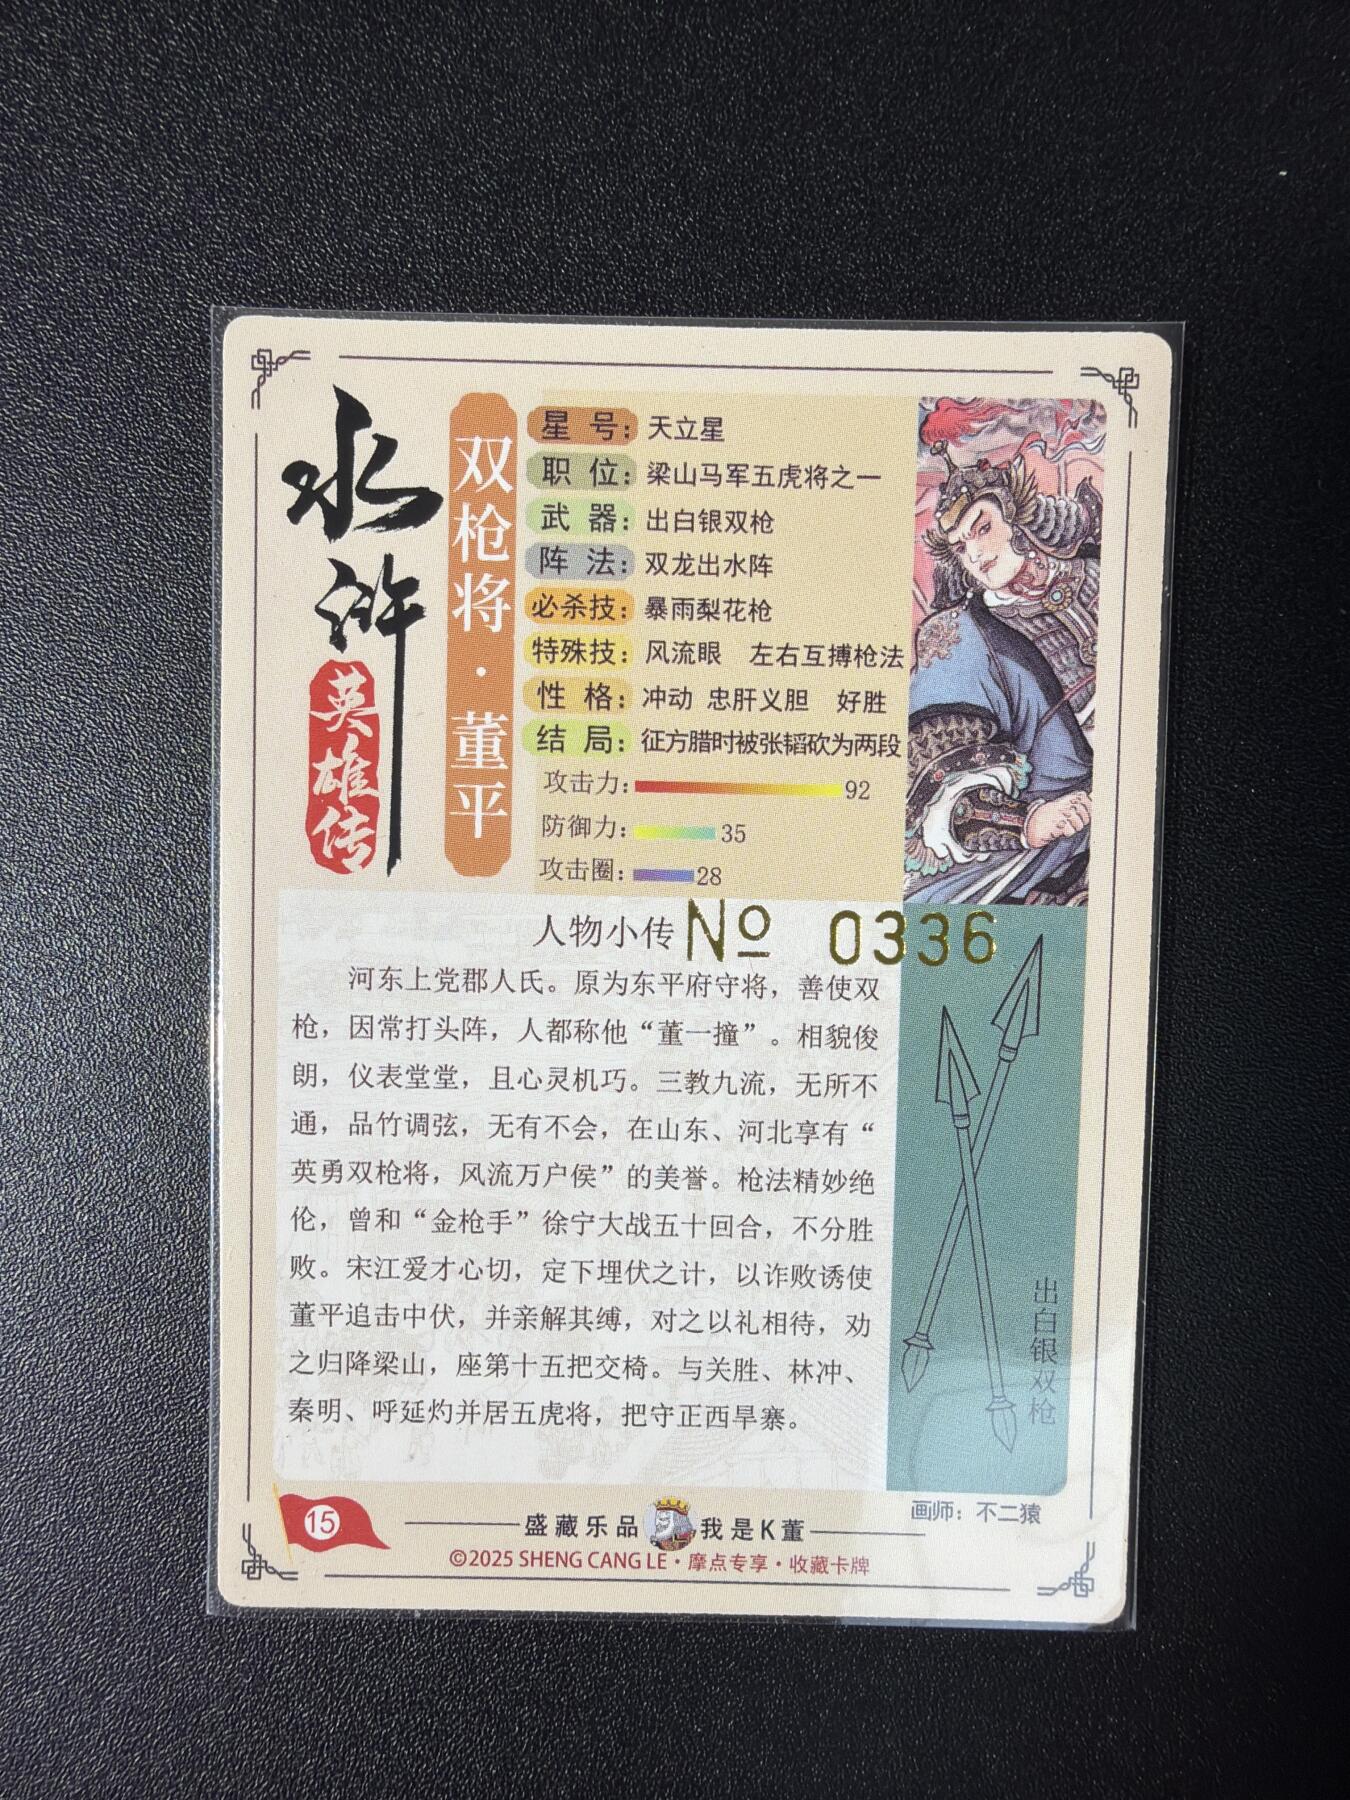 水浒
英雄传
双枪将·董平
星号：天立星
职位：梁山马军五虎将之一
武器：出白银双枪
阵法：双龙出水阵
必杀技：暴雨梨花枪
特殊技：风流眼 左右互搏枪法
性格：冲动 忠肝义胆 好胜
结局：征方腊时被张韬砍为两段
攻击力：92
防御力：35
攻击圈：28
人物小传
№ 0336
河东上党郡人氏。原为东平府守将，善使双
枪，因常打头阵，人都称他“董一撞”。相貌俊
朗，仪表堂堂，且心灵机巧。三教九流，无所不
通，品竹调弦，无有不会，在山东、河北享有“
英勇双枪将，风流万户侯”的美誉。枪法精妙绝
伦，曾和“金枪手”徐宁大战五十回合，不分胜
败。宋江爱才心切，定下埋伏之计，以诈败诱使
董平追击中伏，并亲解其缚，对之以礼相待，劝
之归降梁山，座第十五把交椅。与关胜、林冲、
秦明、呼延灼并居五虎将，把守正西旱寨。
出白银双枪
画师：不二猿
15
盛藏乐品 我是K董
©2025 SHENG CANG LE·摩点专享·收藏卡牌